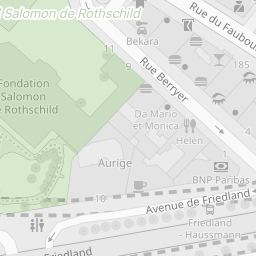 Salomon de Rothschild
Rue du Faubou
11
Bekara
185
9
Rue Berryer
Fondation
Salomon
de Rothschild
Da Mario
et Monica
Helen
Aurige
BNP Paribas
10
Avenue de Friedland
Friedland
- Haussmann
Friedland